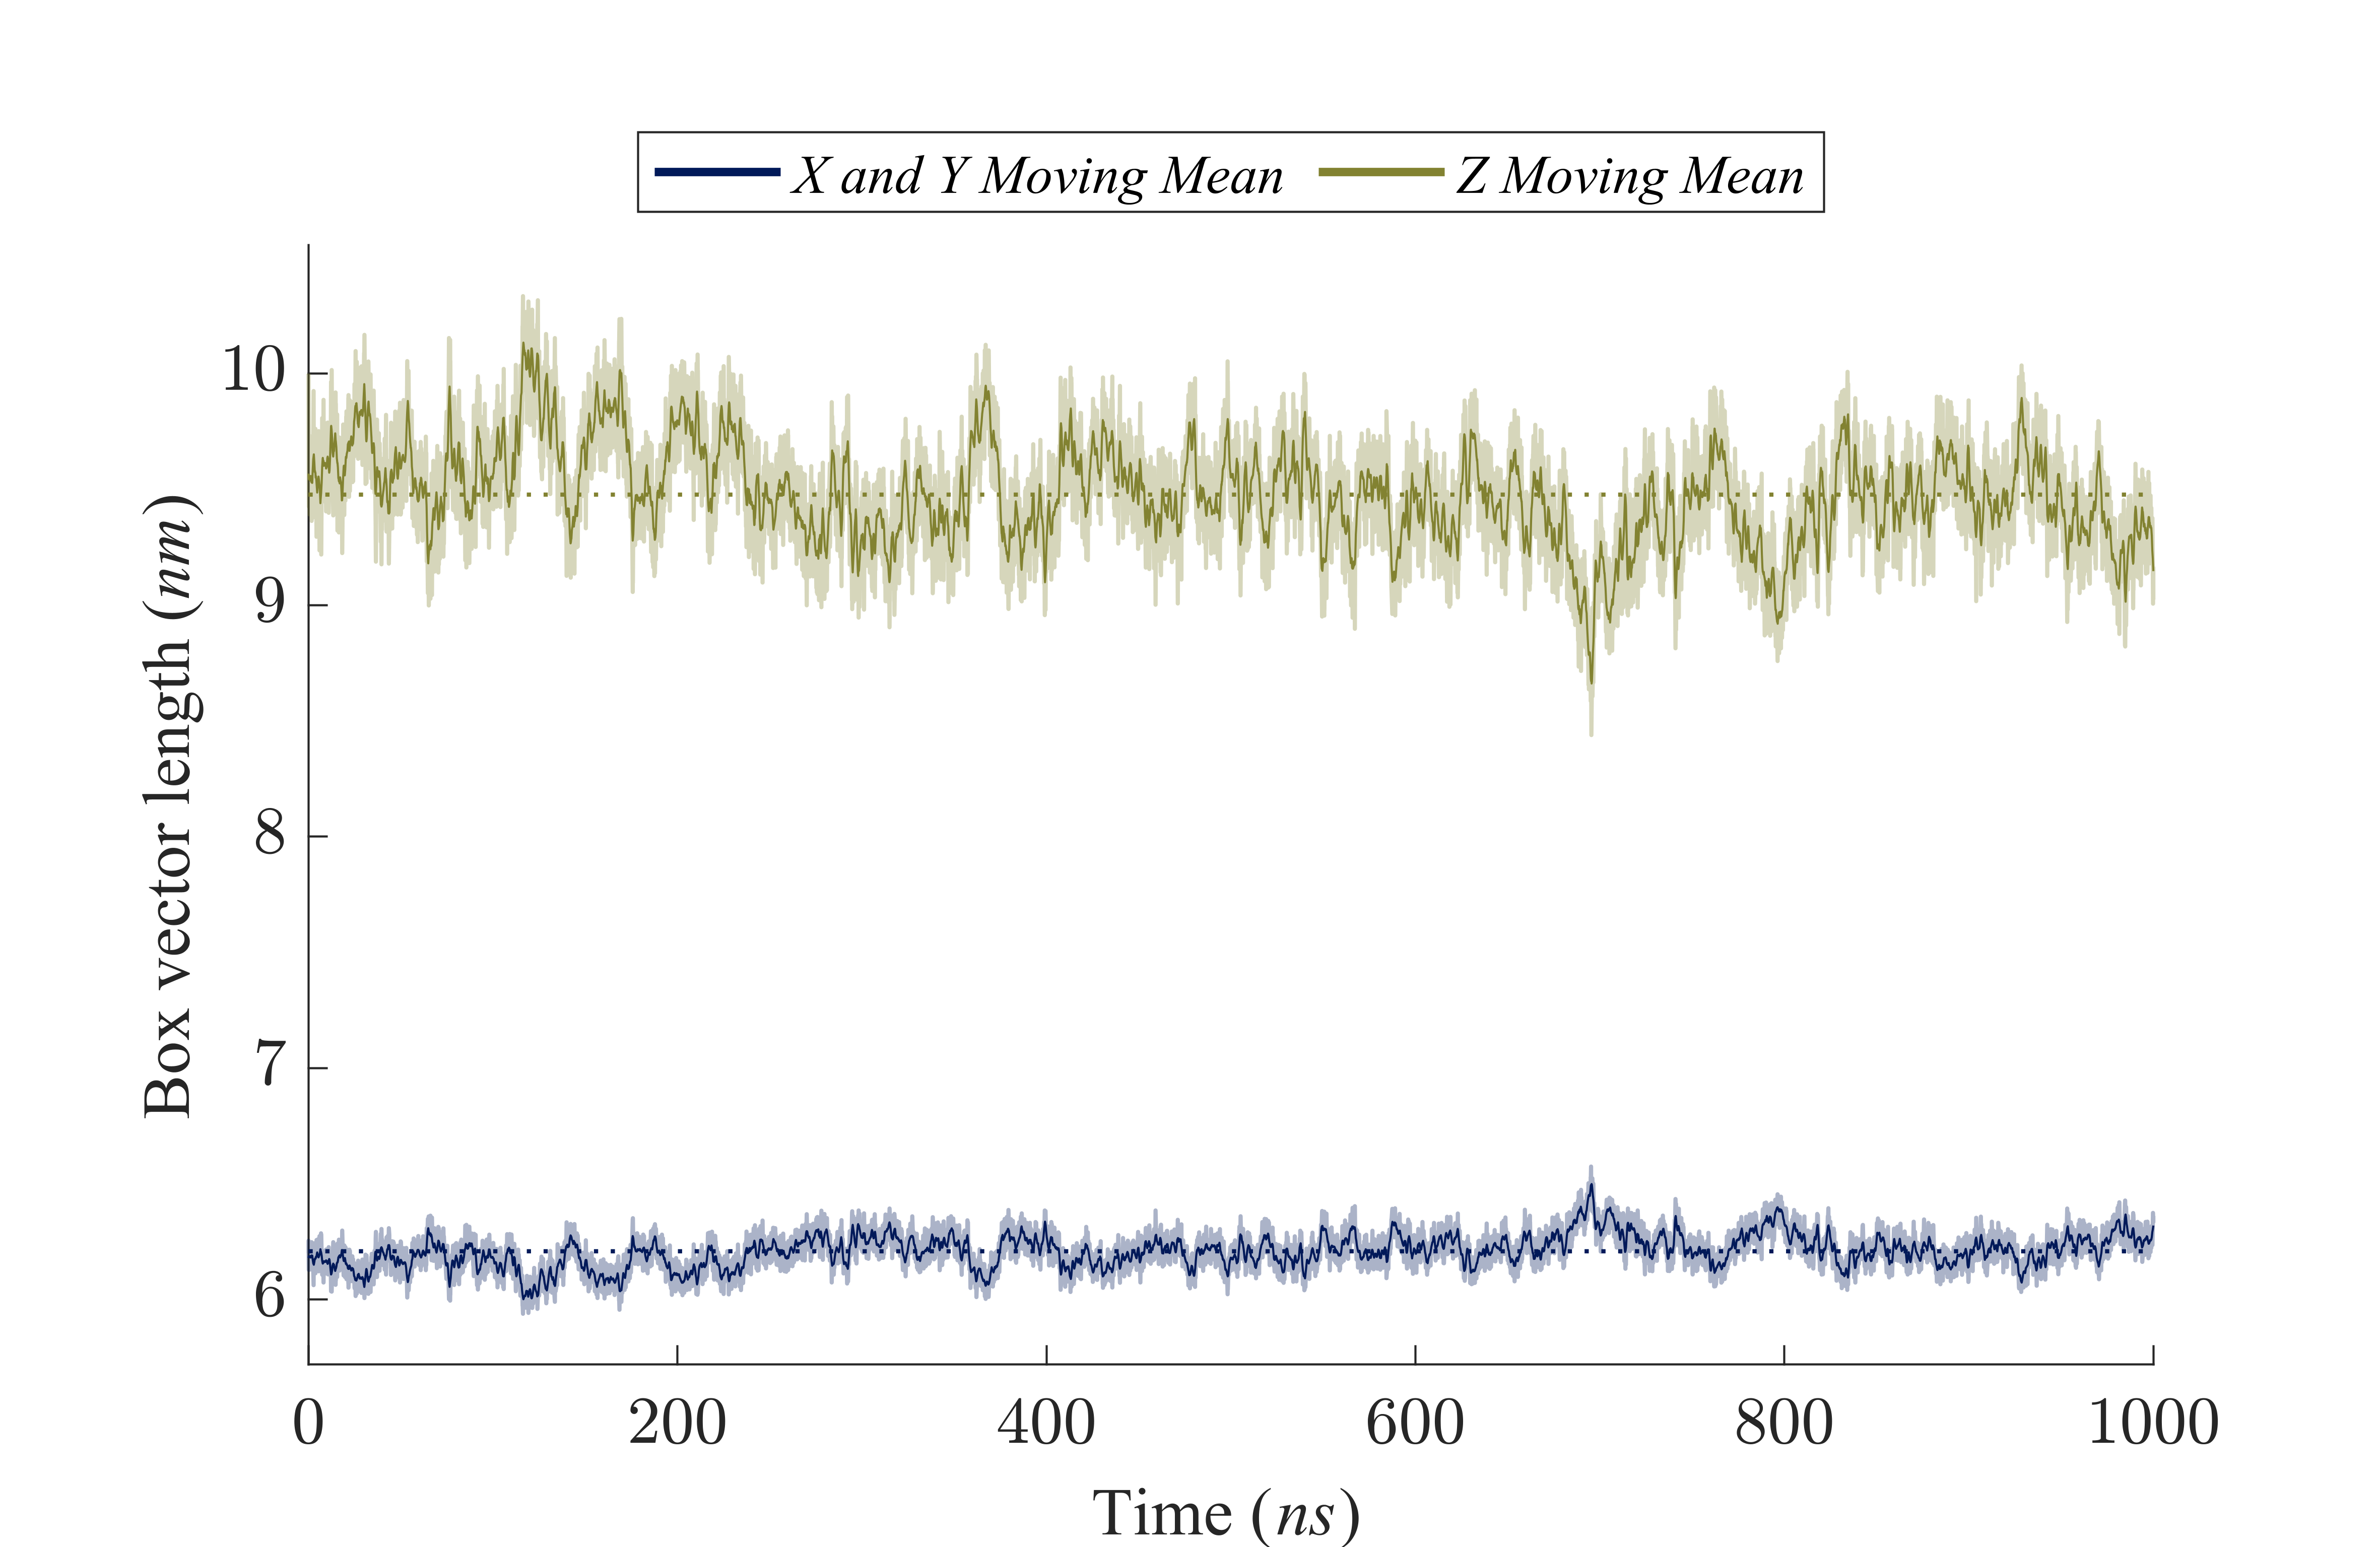 X and Y Moving Mean Z Moving Mean
10
9
8
7
6
Box vector length (nm)
0 200 400 600 800 1000
Time (ns)